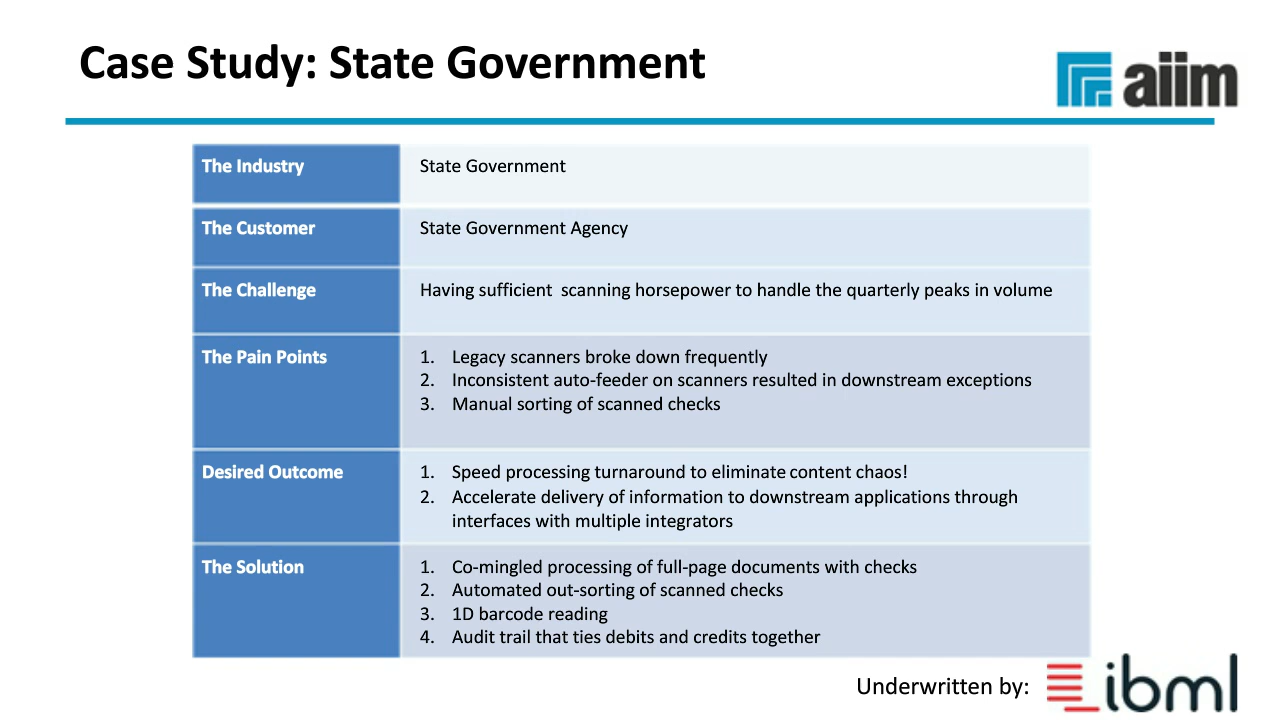 Case Study: State Government
aiim
The Industry
State Government
The Customer
State Government Agency
The Challenge
Having sufficient  scanning horsepower to handle the quarterly peaks in volume
The Pain Points
1. Legacy scanners broke down frequently
2. Inconsistent auto-feeder on scanners resulted in downstream exceptions
3. Manual sorting of scanned checks
Desired Outcome
1. Speed processing turnaround to eliminate content chaos!
2. Accelerate delivery of information to downstream applications through
interfaces with multiple integrators
The Solution
1. Co-mingled processing of full-page documents with checks
2. Automated out-sorting of scanned checks
3. 1D barcode reading
4. Audit trail that ties debits and credits together
Underwritten by:
ibml